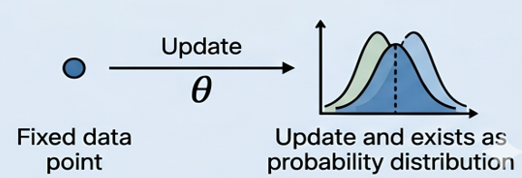 Update
θ
Fixed data
point
Update and exists as
probability distribution